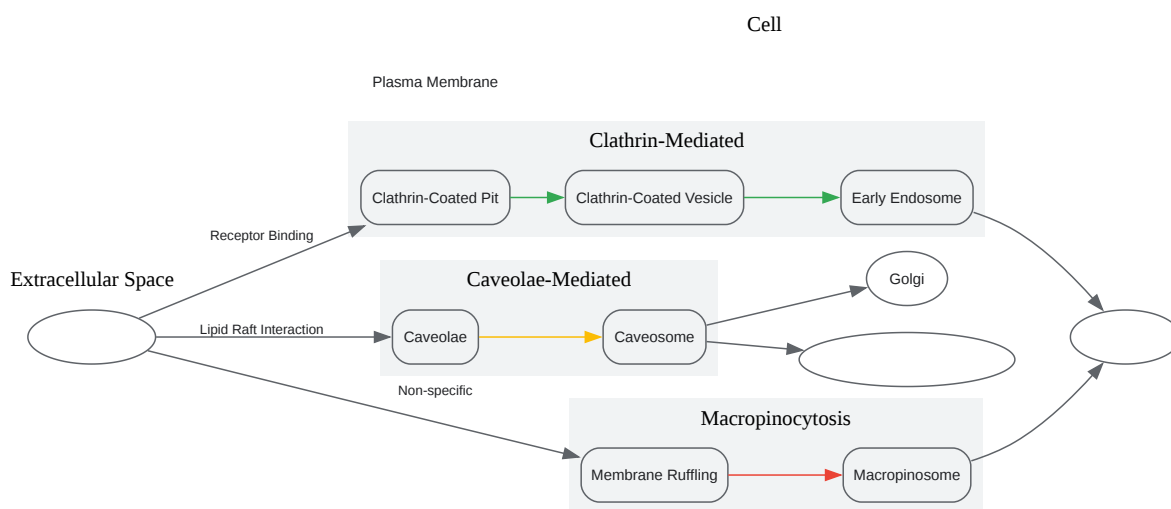 Cell
Plasma Membrane
Clathrin-Mediated
Clathrin-Coated Pit
Clathrin-Coated Vesicle
Early Endosome
Receptor Binding
Extracellular Space
Caveolae-Mediated
Golgi
Lipid Raft Interaction
Caveolae
Caveosome
Non-specific
Macropinocytosis
Membrane Ruffling
Macropinosome